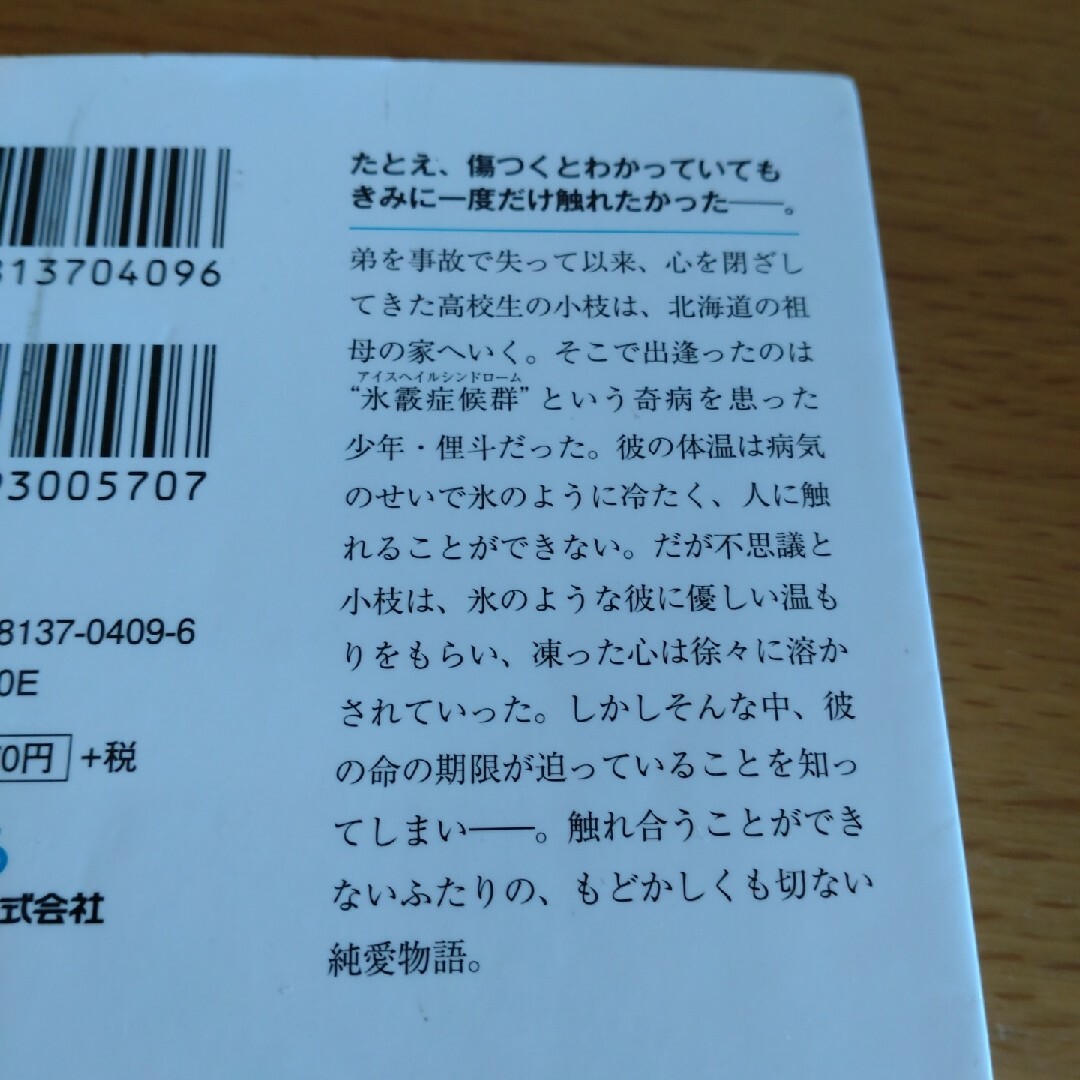 たとえ、傷つくとわかっていても
きみに一度だけ触れたかった――。
弟を事故で失って以来、心を閉ざし
てきた高校生の小枝は、北海道の祖
母の家へいく。そこで出逢ったのは
アイスヘイルシンドローム
“氷霰症候群”という奇病を患った
少年・俚斗だった。彼の体温は病気
のせいで氷のように冷たく、人に触
れることができない。だが不思議と
小枝は、氷のような彼に優しい温も
りをもらい、凍った心は徐々に溶か
されていった。しかしそんな中、彼
の命の期限が迫っていることを知っ
てしまい――。触れ合うことができ
ないふたりの、もどかしくも切ない
純愛物語。
813704096
93005707
8137-0409-6
0E
70円 +税
式会社